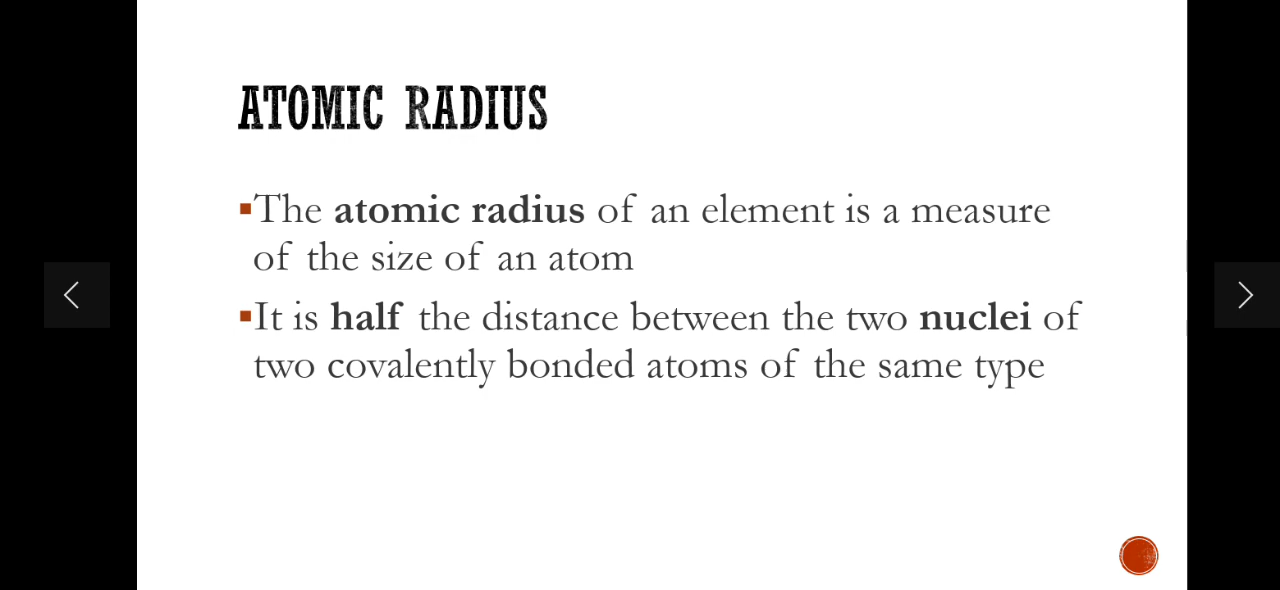 ATOMIC RADIUS
▪The atomic radius of an element is a measure
of the size of an atom
▪It is half the distance between the two nuclei of
two covalently bonded atoms of the same type